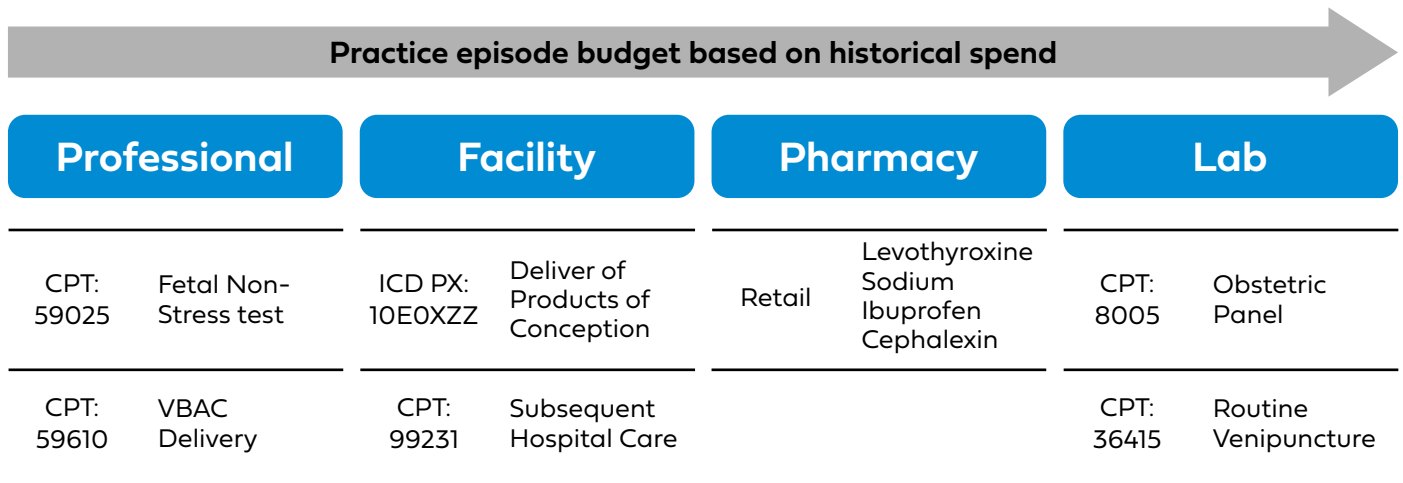 Practice episode budget based on historical spend
Professional
Facility
Pharmacy
Lab
CPT:
59025
Fetal Non-
Stress test
ICD PX:
10E0XZZ
Deliver of
Products of
Conception
Retail
Levothyroxine
Sodium
Ibuprofen
Cephalexin
CPT:
8005
Obstetric
Panel
CPT:
59610
VBAC
Delivery
CPT:
99231
Subsequent
Hospital Care
CPT:
36415
Routine
Venipuncture